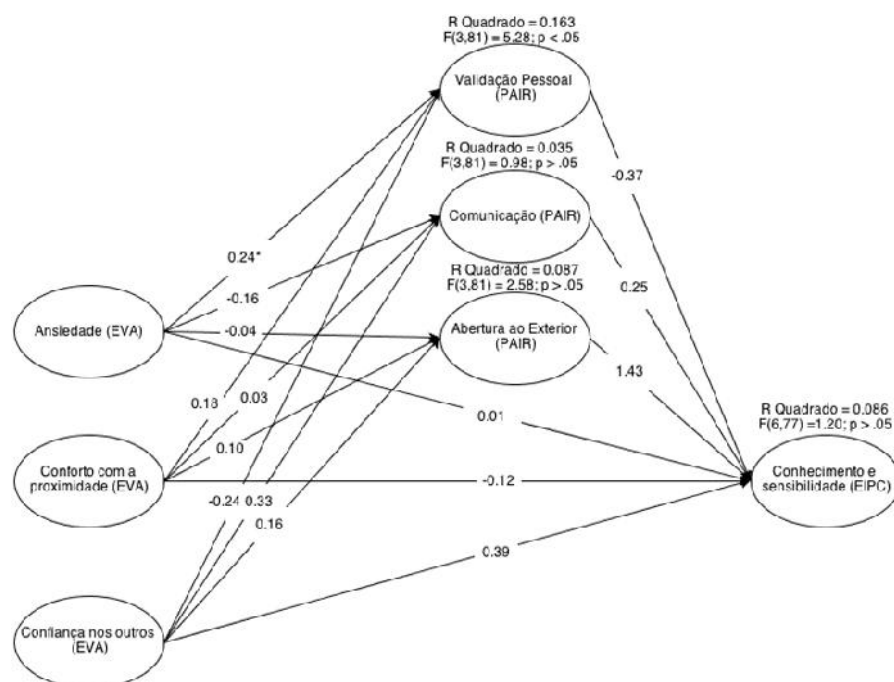 R Quadrado = 0.163
F(3,81) = 5.28; p < .05
Validação Pessoal
(PAIR)
R Quadrado = 0.035
F(3,81) = 0.98; p > .05
-0.37
Comunicação (PAIR)
0.24*
R Quadrado = 0.087
F(3,81) = 2.58; p >.05
0.25
-0.16
Ansiedade (EVA)
-0.04
Abertura ao Exterior
(PAIR)
1.43
0.18
0.03
0.01
R Quadrado = 0.086
F(6,77) =1.20; p > .05
0.10
Conforto com a
proximidade (EVA)
-0.12
Conhecimento e
sensibilidade (EIPC)
-0.24
0.33
0.16
0.39
Confiança nos outros
(EVA)